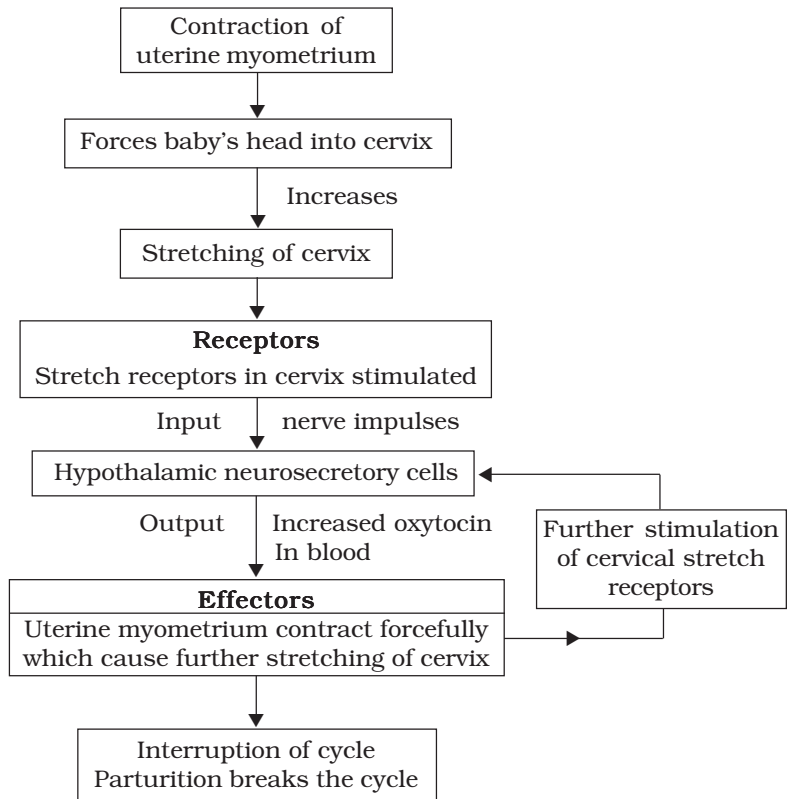 Contraction of
uterine myometrium
Forces baby's head into cervix
Increases
Stretching of cervix
Receptors
Stretch receptors in cervix stimulated
Input nerve impulses
Hypothalamic neurosecretory cells
Output Increased oxytocin
In blood
Further stimulation
of cervical stretch
receptors
Effectors
Uterine myometrium contract forcefully
which cause further stretching of cervix
Interruption of cycle
Parturition breaks the cycle